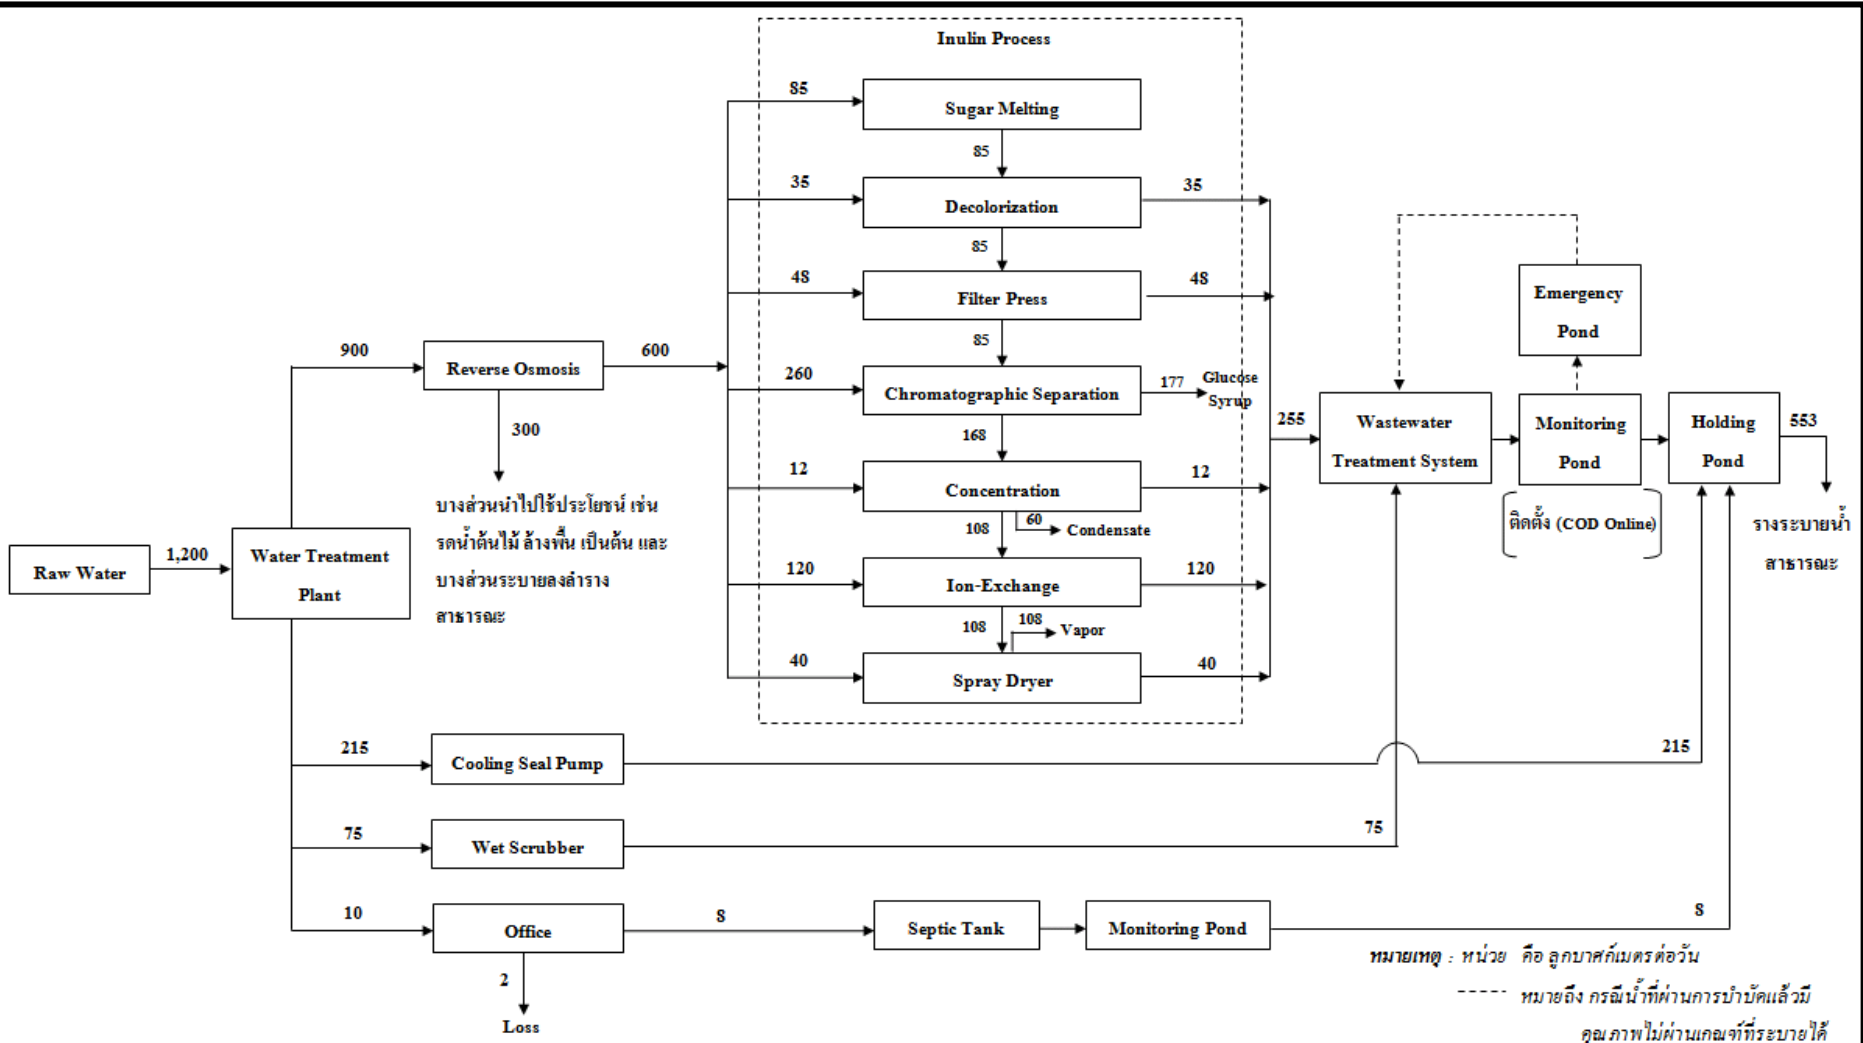 Inulin Process
85
Sugar Melting
85
35
Decolorization
35
85
48
Filter Press
48
Emergency
Pond
85
900
Reverse Osmosis
600
260
Chromatographic Separation
177
Glucose
Syrup
300
168
255
Wastewater
Treatment System
Monitoring
Pond
Holding
Pond
553
12
Concentration
12
บางส่วนนำไปใช้ประโยชน์ เช่น
รดน้ำต้นไม้ ล้างพื้น เป็นต้น และ
บางส่วนระบายลงลำราง
สาธารณะ
108
60
Condensate
ติดตั้ง (COD Online)
รางระบายน้ำ
สาธารณะ
Raw Water
1,200
Water Treatment
Plant
120
Ion-Exchange
120
108
108
Vapor
40
Spray Dryer
40
215
Cooling Seal Pump
215
75
Wet Scrubber
75
10
Office
8
Septic Tank
Monitoring Pond
8
2
Loss
หมายเหตุ : หน่วย คือ ลูกบาศก์เมตรต่อวัน
----- หมายถึง กรณีน้ำที่ผ่านการบำบัดแล้วมี
คุณภาพไม่ผ่านเกณฑ์ที่ระบายได้